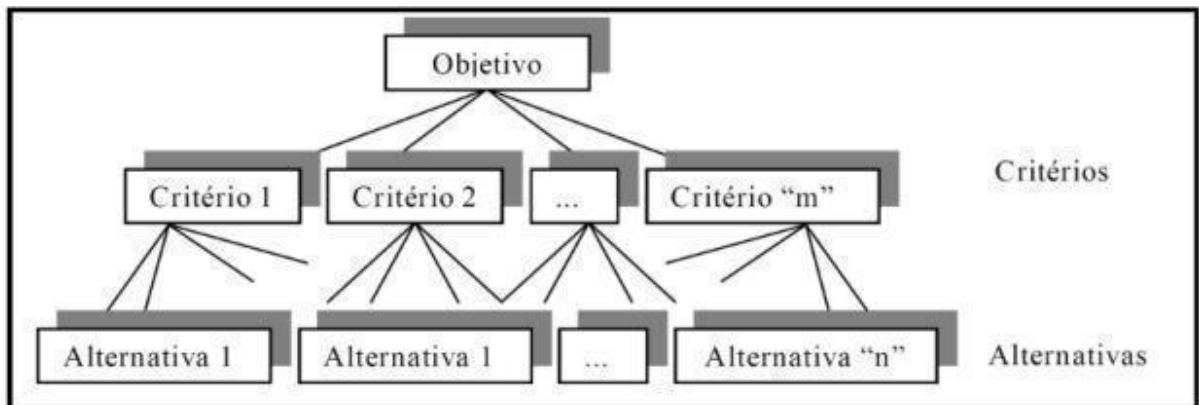 Objetivo
Critério 1
Critério 2
...
Critério “m”
Critérios
Alternativa 1
Alternativa 1
...
Alternativa “n”
Alternativas